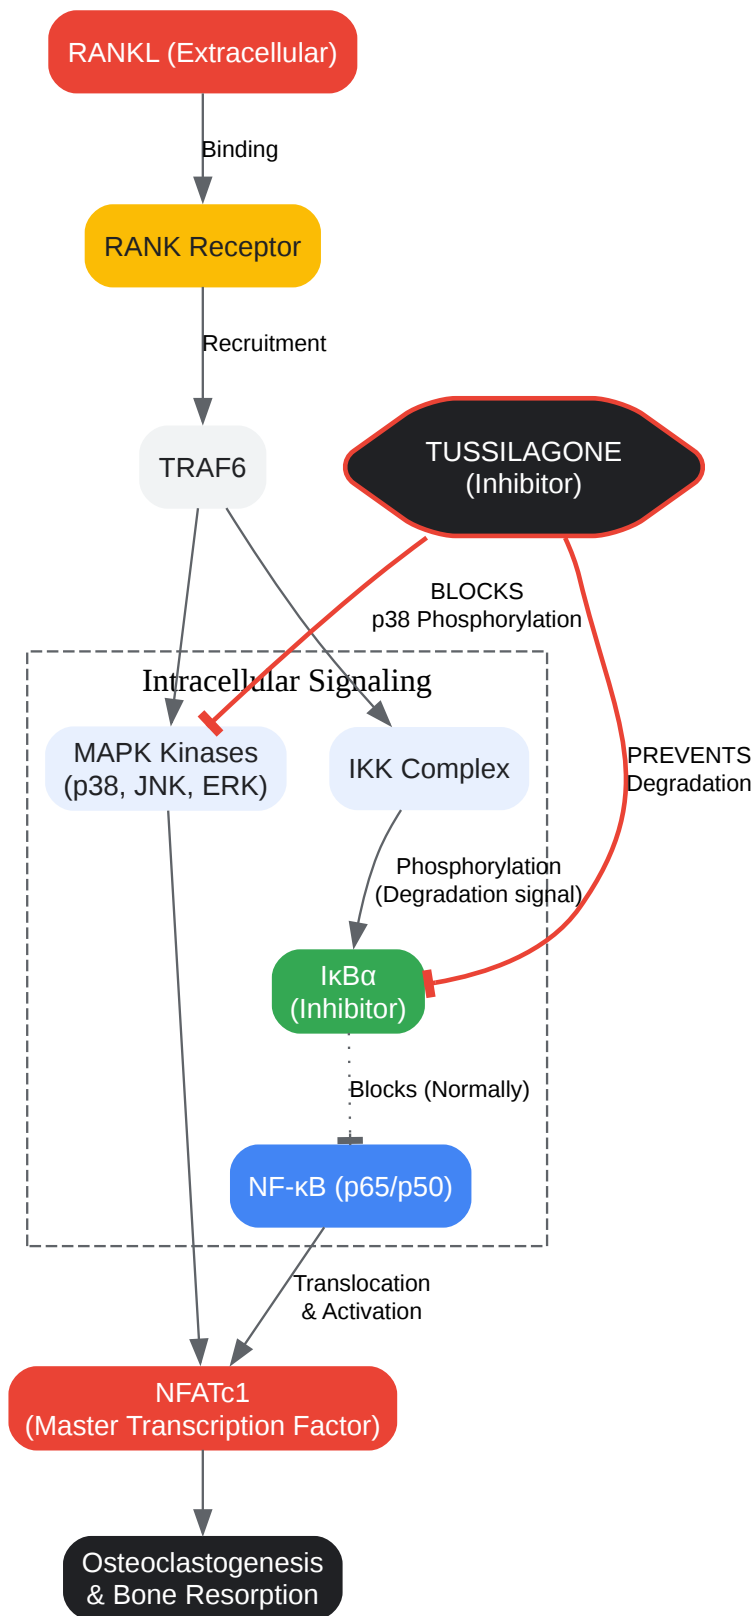 RANKL (Extracellular)
Binding
RANK Receptor
Recruitment
TRAF6
TUSSILAGONE
(Inhibitor)
BLOCKS
p38 Phosphorylation
Intracellular Signaling
MAPK Kinases
(p38, JNK, ERK)
IKK Complex
PREVENTS
Degradation
Phosphorylation
(Degradation signal)
IκBα
(Inhibitor)
Blocks (Normally)
NF-κB (p65/p50)
Translocation
& Activation
NFATc1
(Master Transcription Factor)
Osteoclastogenesis
& Bone Resorption